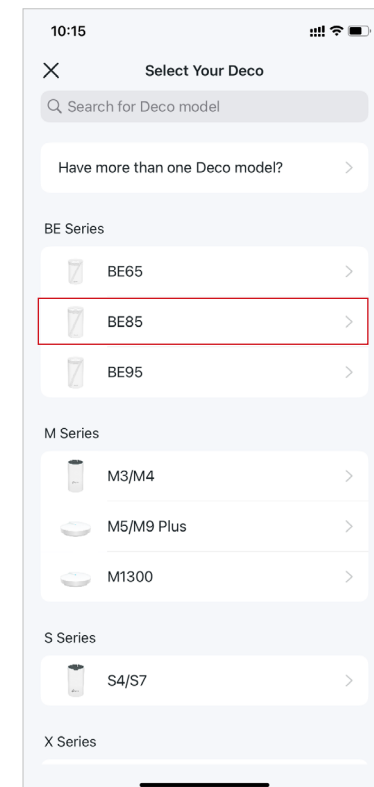 10:15
Select Your Deco
Search for Deco model
Have more than one Deco model?
BE Series
BE65
BE85
BE95
M Series
M3/M4
M5/M9 Plus
M1300
S Series
S4/S7
X Series